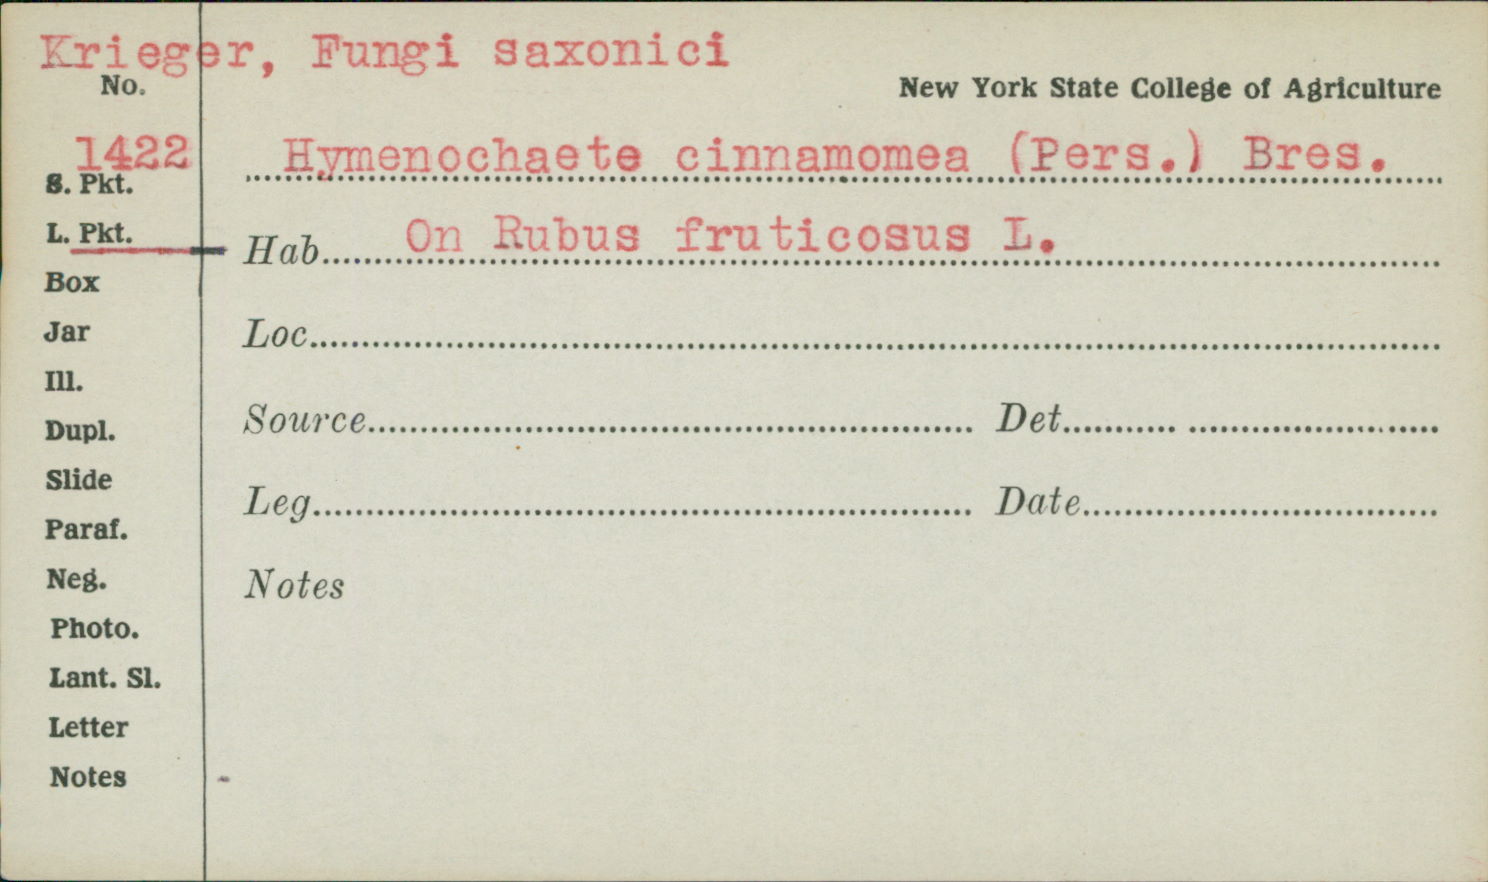 Krieger, Fungi saxonici
No.
New York State College of Agriculture
1422
Hymenochaete cinnamomea (Pers.) Bres.
S. Pkt.
L. Pkt.
Hab. On Rubus fruticosus L.
Box
Jar
Loc.
Ill.
Dupl.
Source
Det.
Slide
Leg.
Date
Paraf.
Neg.
Notes
Photo.
Lant. Sl.
Letter
Notes